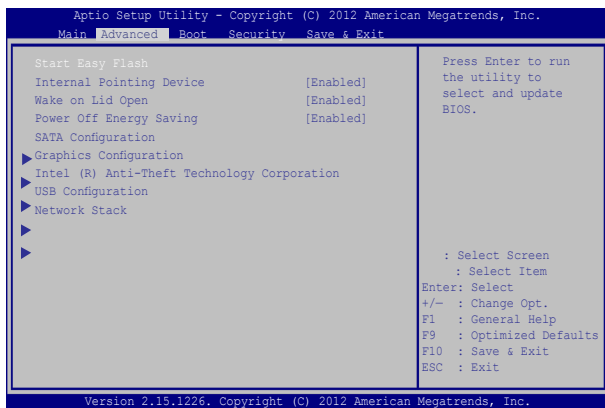 Aptio Setup Utility - Copyright (C) 2012 American Megatrends, Inc.
Main Advanced Boot Security Save & Exit
Start Easy Flash
Internal Pointing Device [Enabled]
Wake on Lid Open [Enabled]
Power Off Energy Saving [Enabled]
SATA Configuration
Graphics Configuration
Intel (R) Anti-Theft Technology Corporation
USB Configuration
Network Stack
Press Enter to run
the utility to
select and update
BIOS.
: Select Screen
: Select Item
Enter: Select
+/— : Change Opt.
F1 : General Help
F9 : Optimized Defaults
F10 : Save & Exit
ESC : Exit
Version 2.15.1226. Copyright (C) 2012 American Megatrends, Inc.